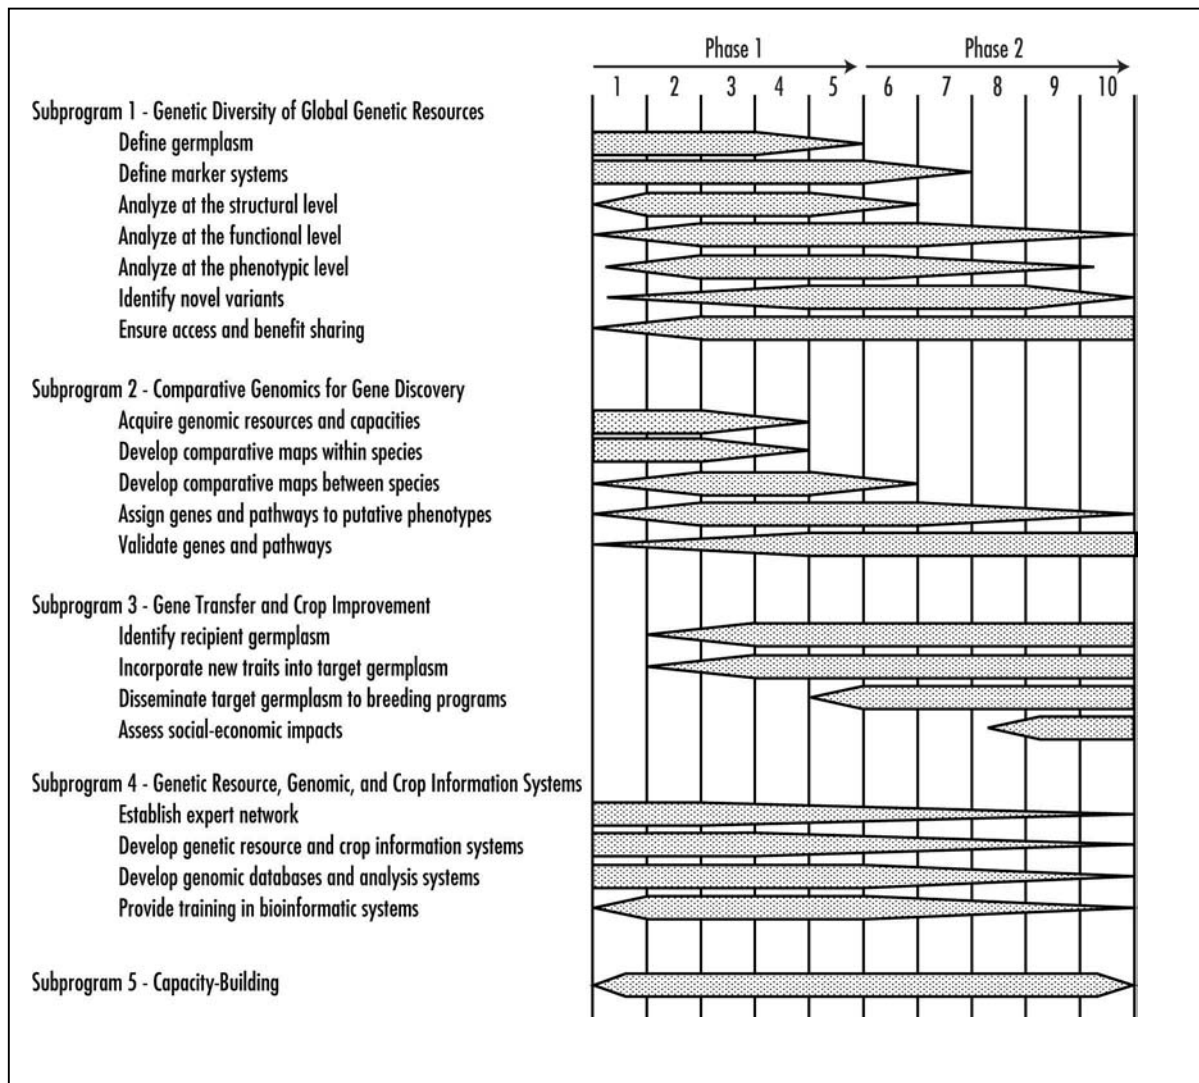 Phase 1 Phase 2
1 2 3 4 5 6 7 8 9 10
Subprogram 1 - Genetic Diversity of Global Genetic Resources
Define germplasm
Define marker systems
Analyze at the structural level
Analyze at the functional level
Analyze at the phenotypic level
Identify novel variants
Ensure access and benefit sharing
Subprogram 2 - Comparative Genomics for Gene Discovery
Acquire genomic resources and capacities
Develop comparative maps within species
Develop comparative maps between species
Assign genes and pathways to putative phenotypes
Validate genes and pathways
Subprogram 3 - Gene Transfer and Crop Improvement
Identify recipient germplasm
Incorporate new traits into target germplasm
Disseminate target germplasm to breeding programs
Assess social-economic impacts
Subprogram 4 - Genetic Resource, Genomic, and Crop Information Systems
Establish expert network
Develop genetic resource and crop information systems
Develop genomic databases and analysis systems
Provide training in bioinformatic systems
Subprogram 5 - Capacity-Building